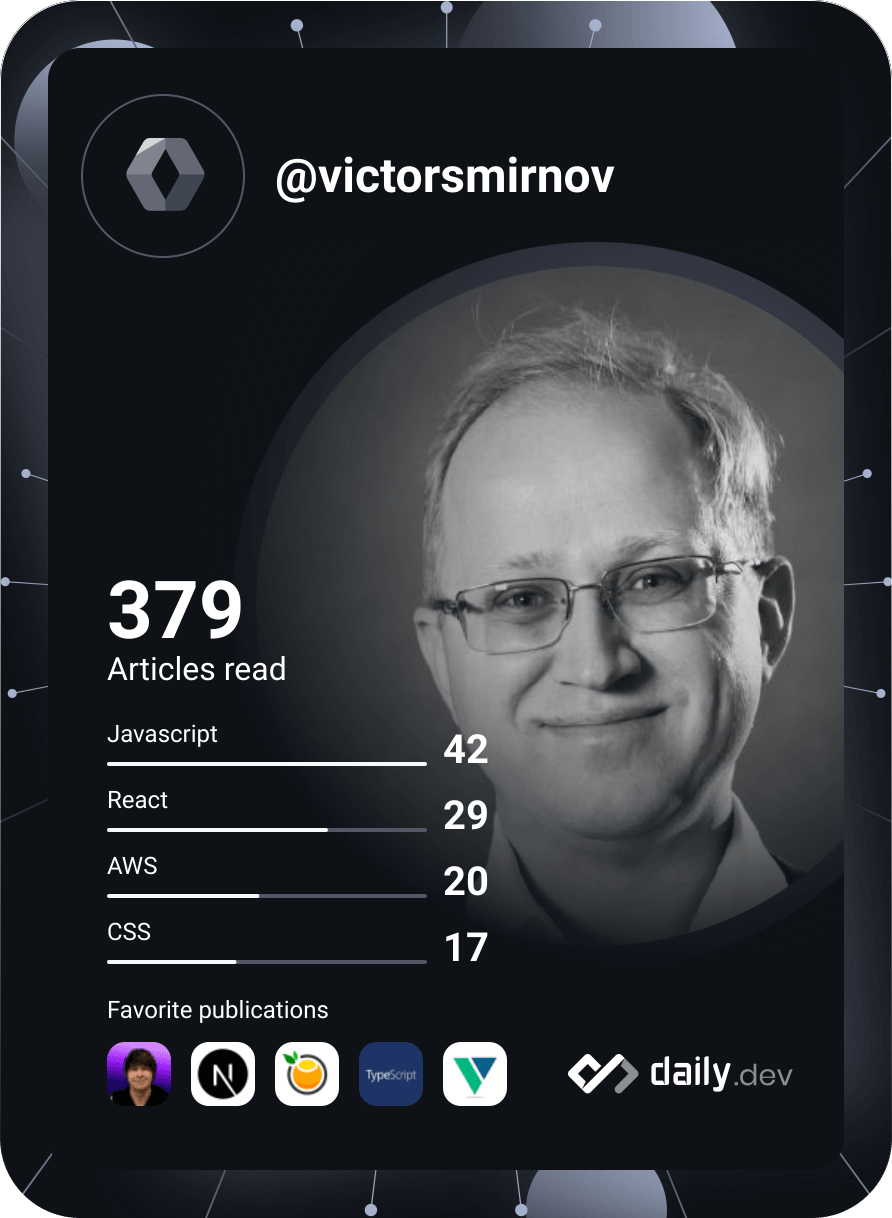 @victorsmirnov
379
Articles read
Javascript
42
React
29
AWS
20
CSS
17
Favorite publications
N
TypeScript
daily.dev